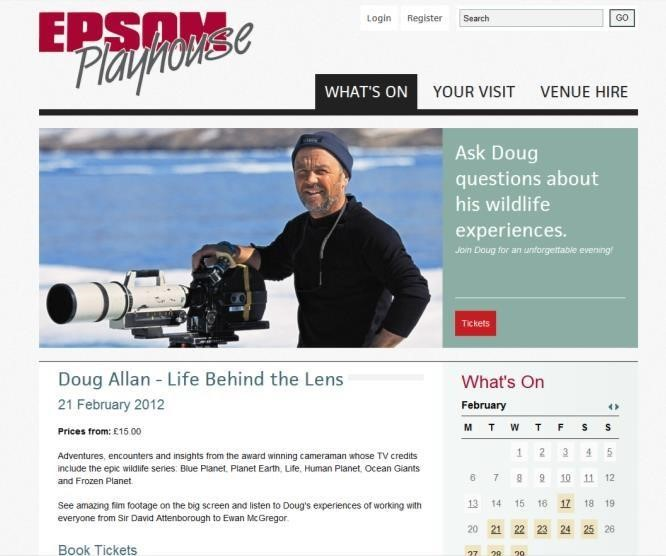 EPSOM
Playhouse
Login Register Search GO
WHAT'S ON YOUR VISIT VENUE HIRE
Ask Doug
questions about
his wildlife
experiences.
Join Doug for an unforgettable evening!
Tickets
Doug Allan - Life Behind the Lens
21 February 2012
Prices from: £15.00
Adventures, encounters and insights from the award winning cameraman whose TV credits
include the epic wildlife series: Blue Planet, Planet Earth, Life, Human Planet, Ocean Giants
and Frozen Planet.
See amazing film footage on the big screen and listen to Doug's experiences of working with
everyone from Sir David Attenborough to Ewan McGregor.
Book Tickets
What's On
February
M T W T F S S
1 2 3 4 5
6 7 8 9 10 11 12
13 14 15 16 17 18 19
20 21 22 23 24 25 26
27 28 29